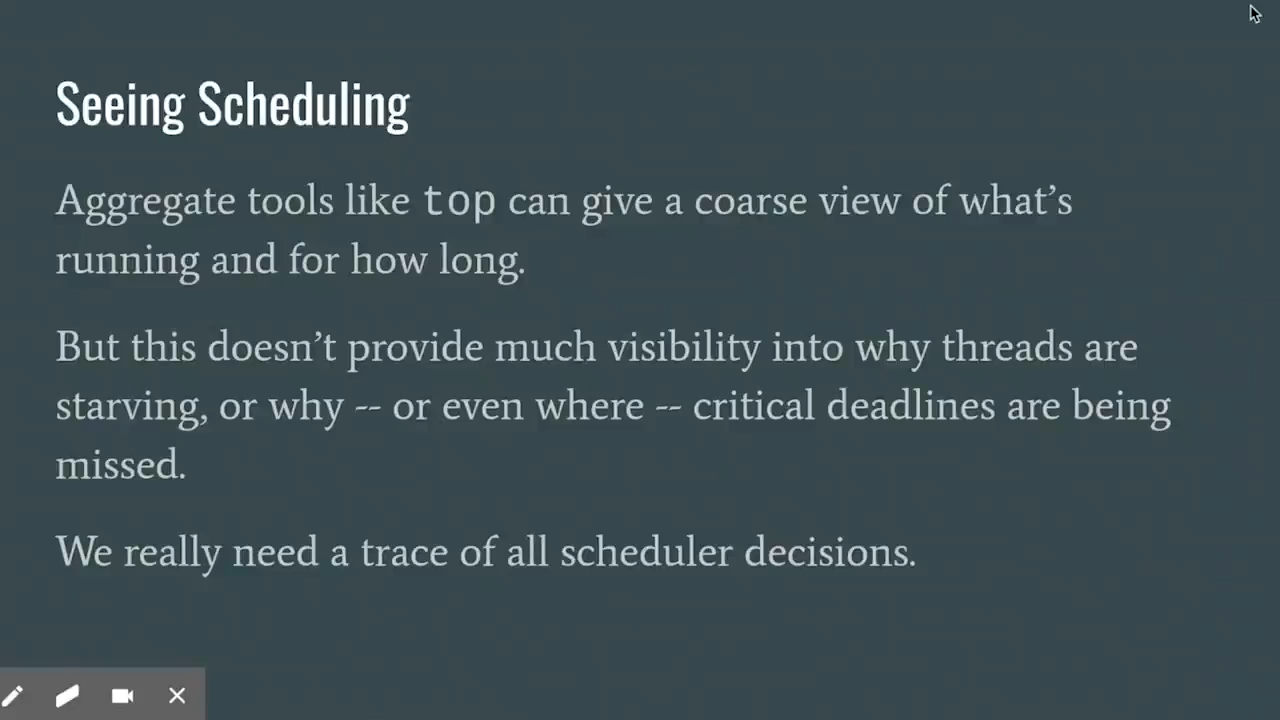 Seeing Scheduling
Aggregate tools like top can give a coarse view of what’s
running and for how long.
But this doesn’t provide much visibility into why threads are
starving, or why -- or even where -- critical deadlines are being
missed.
We really need a trace of all scheduler decisions.